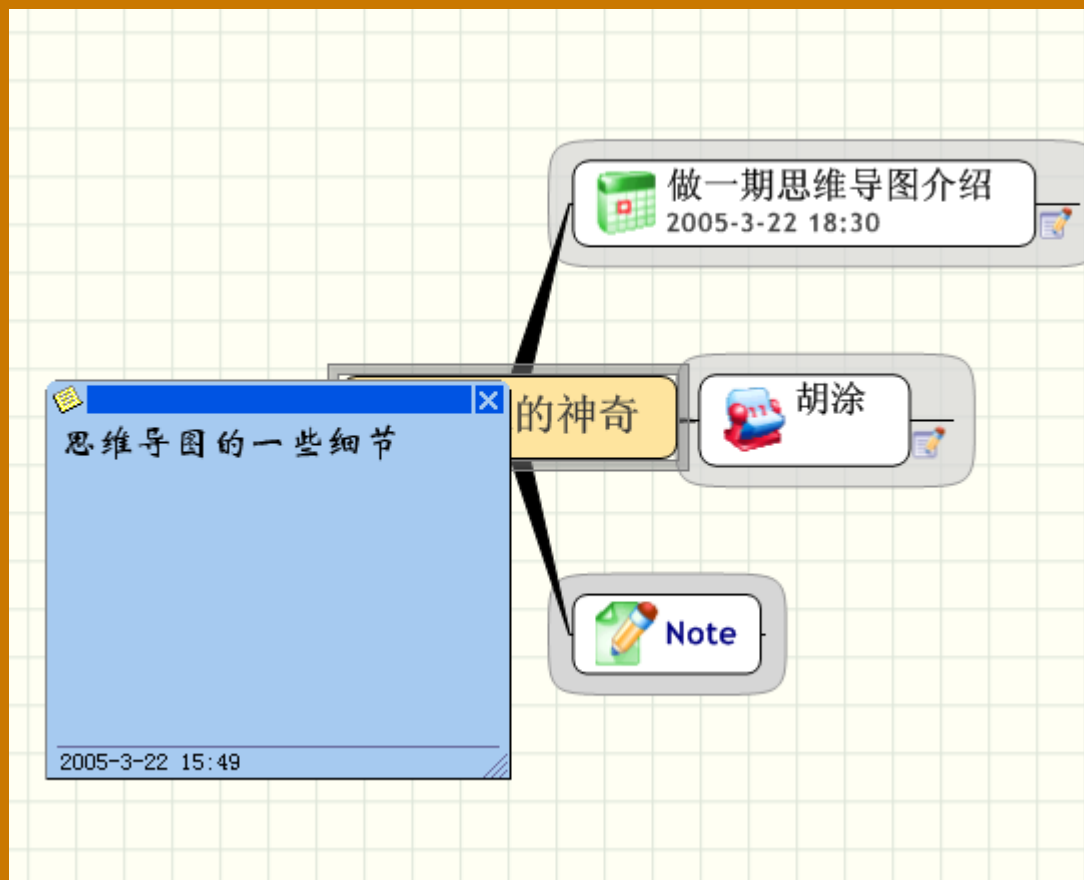 做一期思维导图介绍
2005-3-22 18:30
的神奇
胡涂
思维导图的一些细节
Note
2005-3-22 15:49